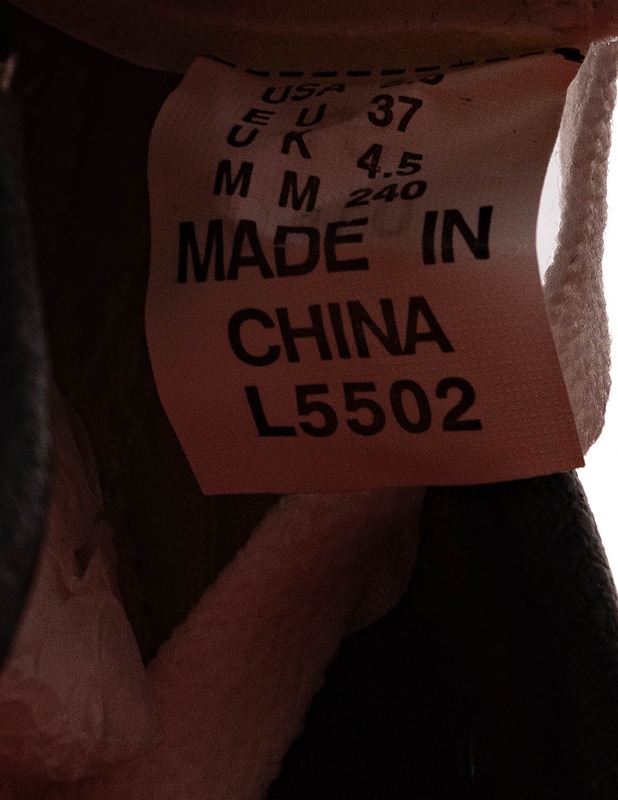 USA
EU 37
UK 4.5
MM 240
MADE IN
CHINA
L5502